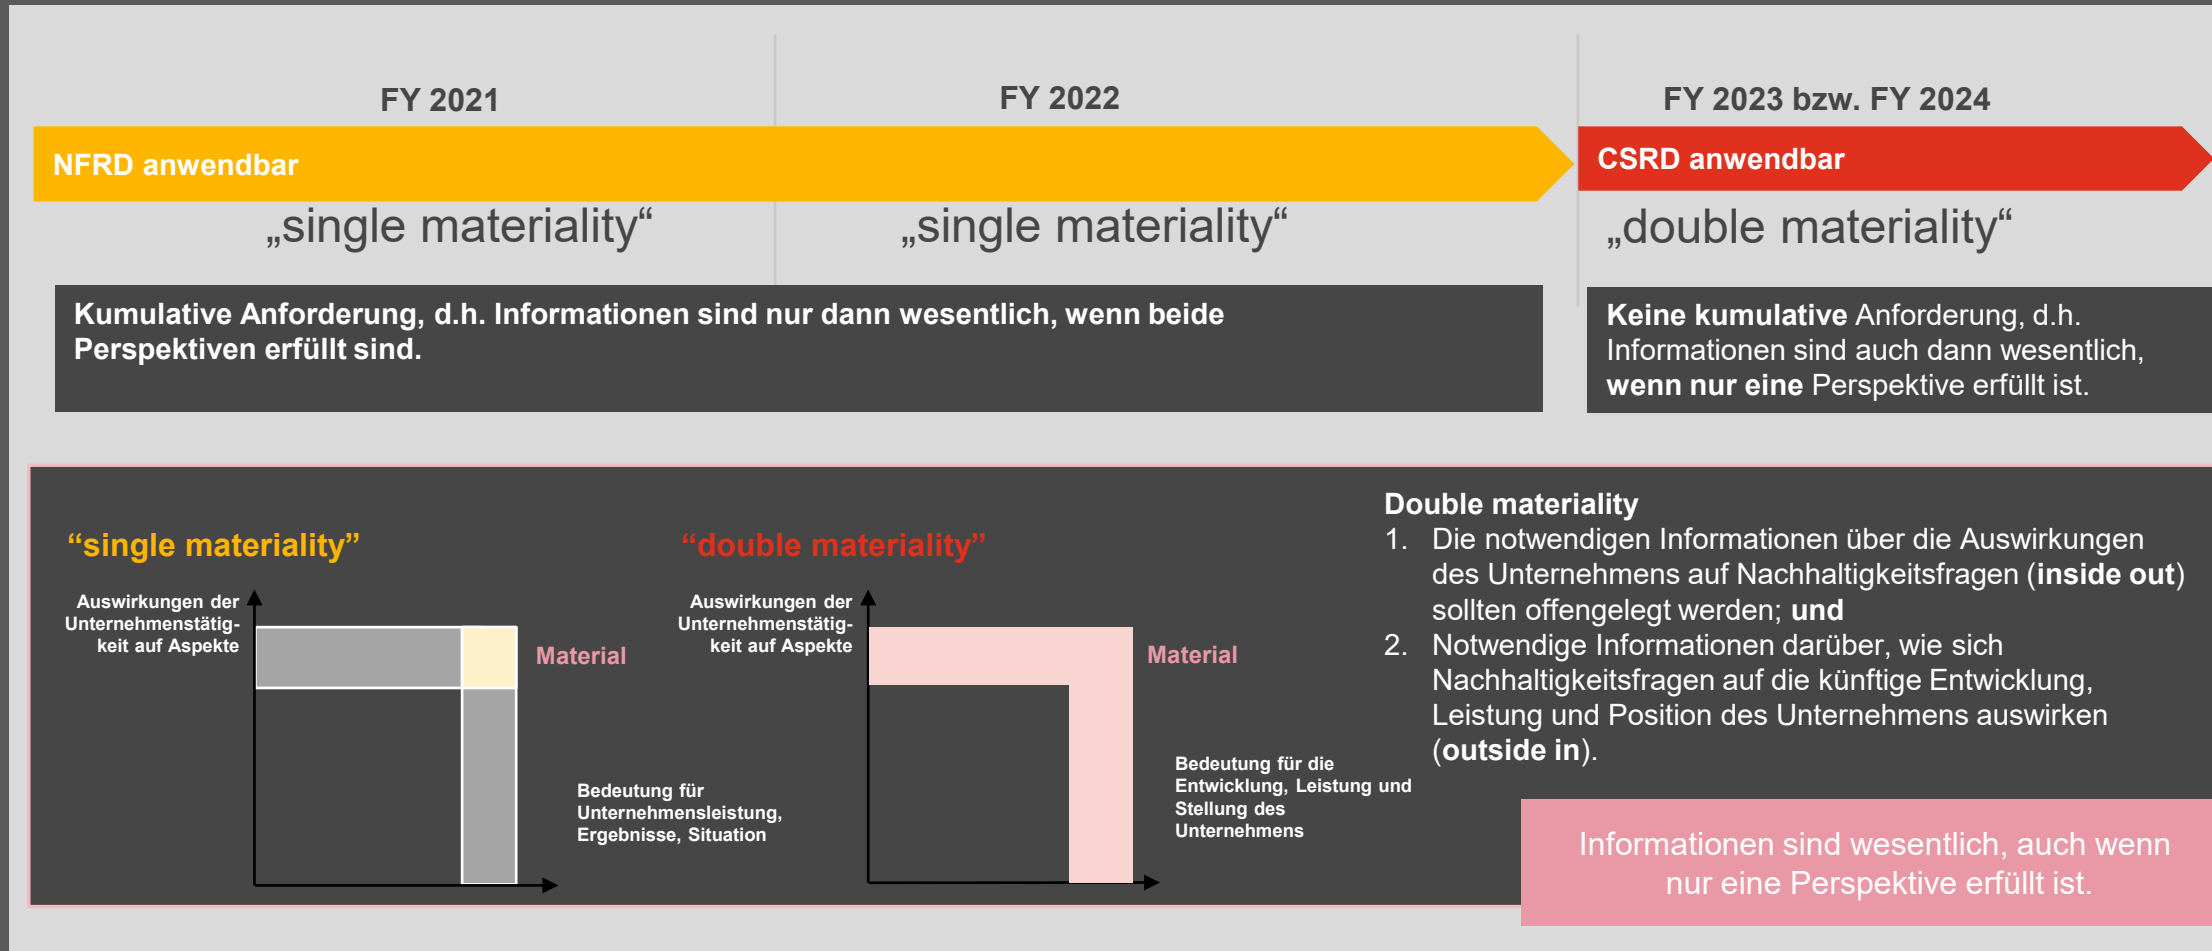 FY 2021
FY 2022
FY 2023 bzw. FY 2024
NFRD anwendbar
CSRD anwendbar
„single materiality“
„single materiality“
„double materiality“
Kumulative Anforderung, d.h. Informationen sind nur dann wesentlich, wenn beide
Perspektiven erfüllt sind.
Keine kumulative Anforderung, d.h.
Informationen sind auch dann wesentlich,
wenn nur eine Perspektive erfüllt ist.
“single materiality”
Auswirkungen der
Unternehmenstätig-
keit auf Aspekte
Material
Bedeutung für
Unternehmensleistung,
Ergebnisse, Situation
“double materiality”
Auswirkungen der
Unternehmenstätig-
keit auf Aspekte
Material
Bedeutung für die
Entwicklung, Leistung und
Stellung des
Unternehmens
Double materiality
1. Die notwendigen Informationen über die Auswirkungen
des Unternehmens auf Nachhaltigkeitsfragen (inside out)
sollten offengelegt werden; und
2. Notwendige Informationen darüber, wie sich
Nachhaltigkeitsfragen auf die künftige Entwicklung,
Leistung und Position des Unternehmens auswirken
(outside in).
Informationen sind wesentlich, auch wenn
nur eine Perspektive erfüllt ist.